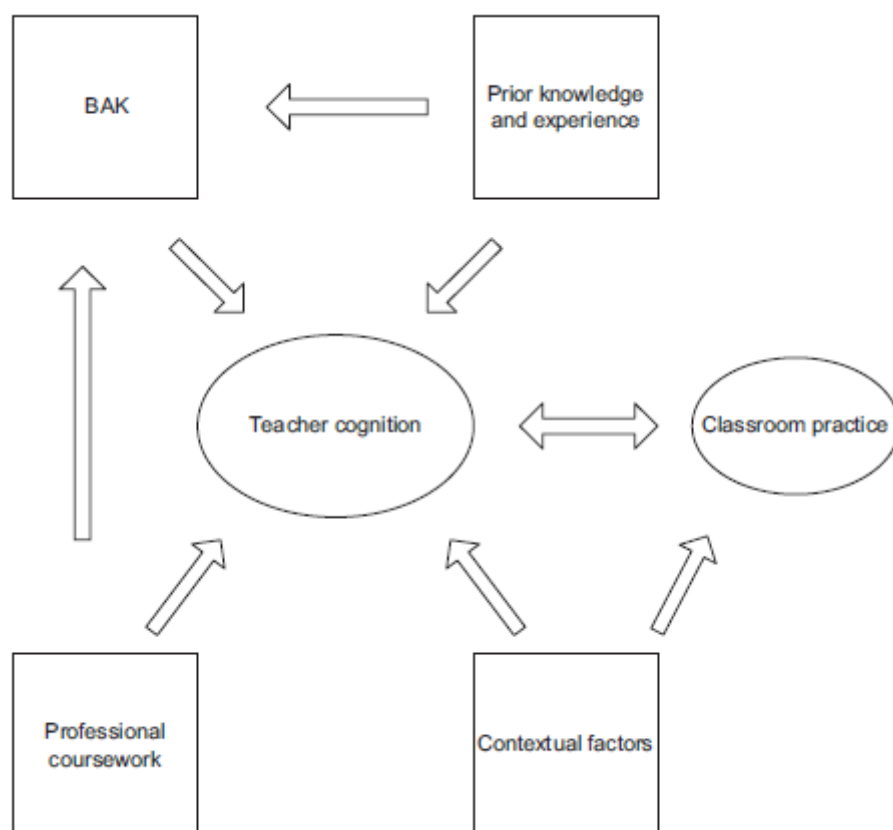 BAK
Prior knowledge
and experience
Teacher cognition
Classroom practice
Professional
coursework
Contextual factors